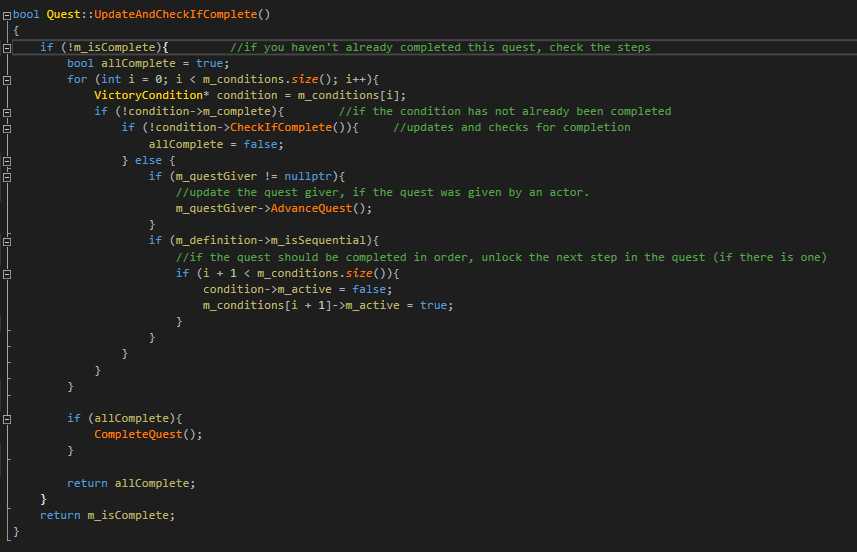 bool Quest::UpdateAndCheckIfComplete()
{
    if (!m_isComplete){         //if you haven't already completed this quest, check the steps
        bool allComplete = true;
        for (int i = 0; i < m_conditions.size(); i++){
            VictoryCondition* condition = m_conditions[i];
            if (!condition->m_complete){        //if the condition has not already been completed
                if (!condition->CheckIfComplete()){     //updates and checks for completion
                    allComplete = false;
                } else {
                    if (m_questGiver != nullptr){
                        //update the quest giver, if the quest was given by an actor.
                        m_questGiver->AdvanceQuest();
                    }
                    if (m_definition->m_isSequential){
                        //if the quest should be completed in order, unlock the next step in the quest (if there is one)
                        if (i + 1 < m_conditions.size()){
                            condition->m_active = false;
                            m_conditions[i + 1]->m_active = true;
                        }
                    }
                }
            }
        }

        if (allComplete){
            CompleteQuest();
        }

        return allComplete;
    }
    return m_isComplete;
}